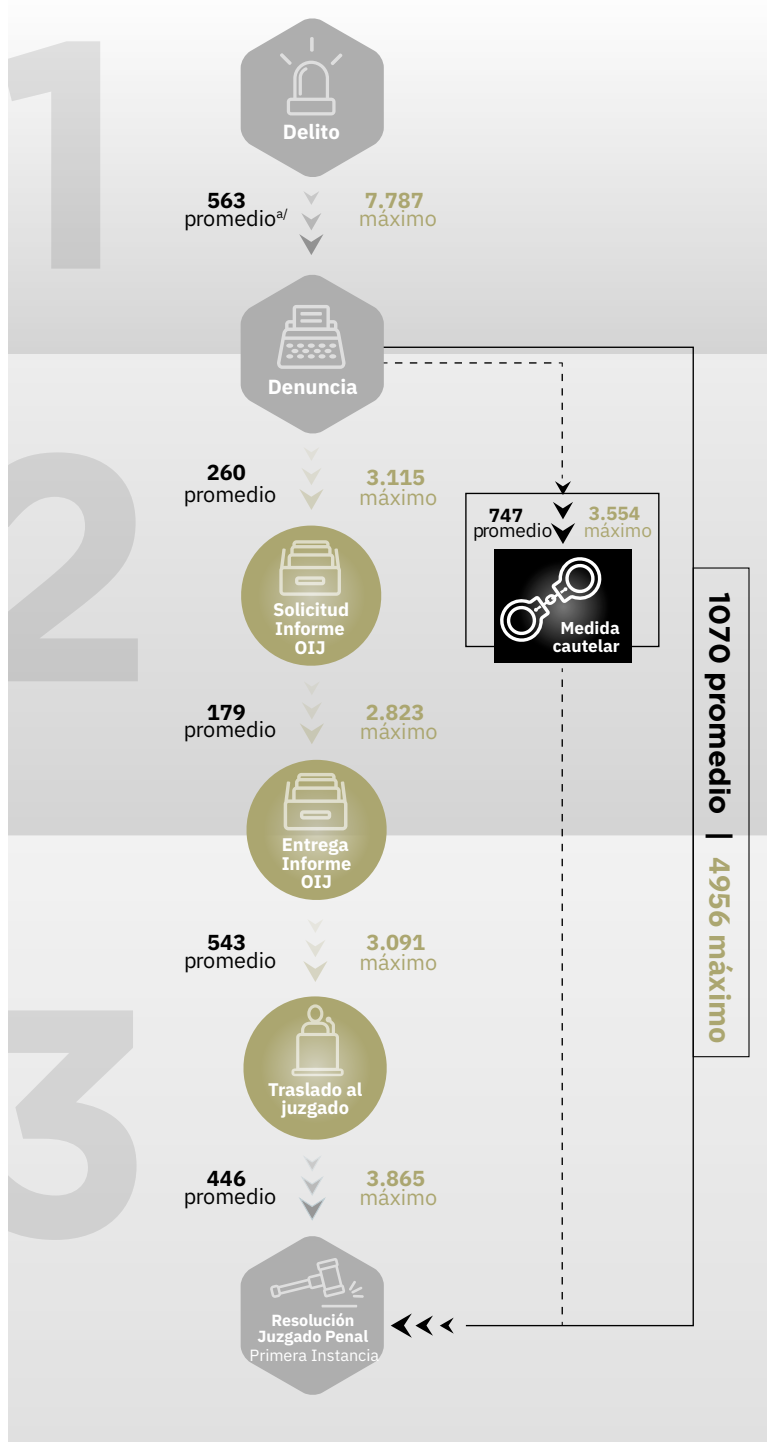 1
Delito
563
promedioᵃ/
7.787
máximo
Denuncia
2
260
promedio
3.115
máximo
747
promedio
3.554
máximo
Solicitud
Informe
OIJ
Medida
cautelar
1070 promedio | 4956 máximo
179
promedio
2.823
máximo
Entrega
Informe
OIJ
3
543
promedio
3.091
máximo
Traslado al
juzgado
446
promedio
3.865
máximo
Resolución
Juzgado Penal
Primera Instancia